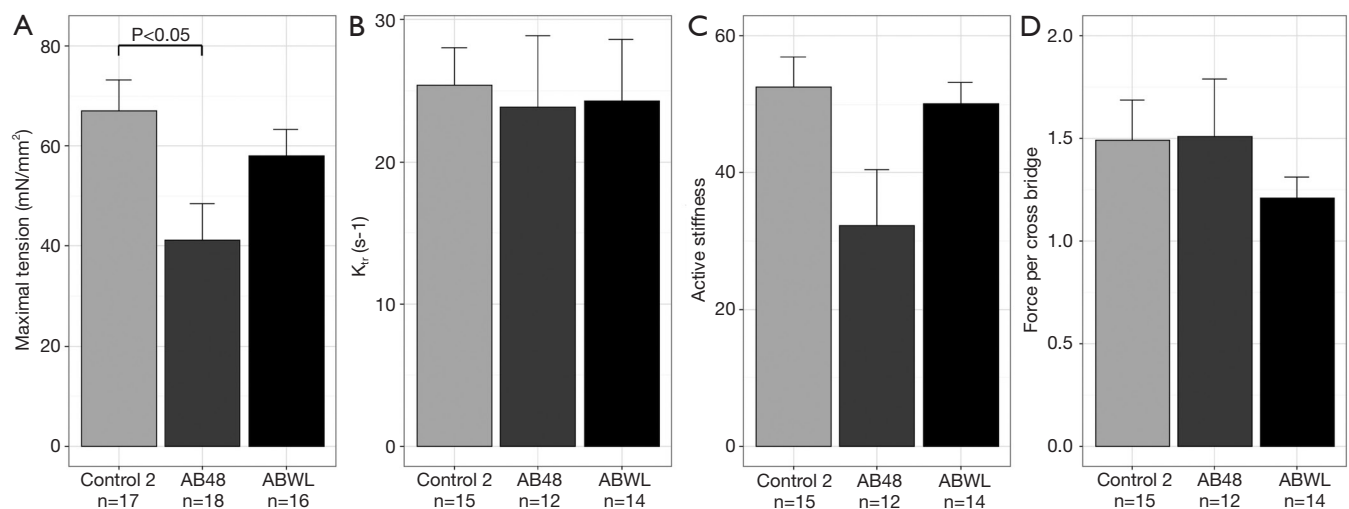 A
Maximal tension (mN/mm²)
80
60
40
20
0
P<0.05
Control 2
n=17
AB48
n=18
ABWL
n=16
B
Ktr (s-1)
30
20
10
0
Control 2
n=15
AB48
n=12
ABWL
n=14
C
Active stiffness
60
40
20
0
Control 2
n=15
AB48
n=12
ABWL
n=14
D
Force per cross bridge
2.0
1.5
1.0
0.5
0.0
Control 2
n=15
AB48
n=12
ABWL
n=14